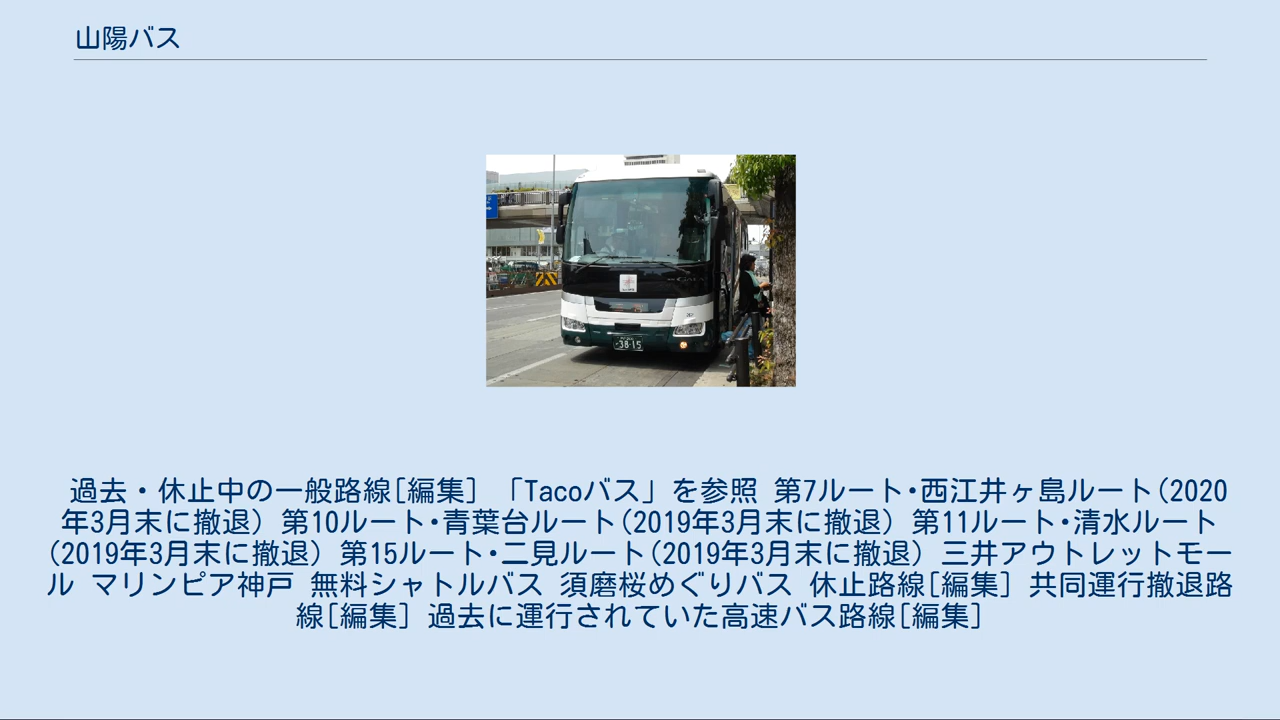 山陽バス
3815
過去・休止中の一般路線[編集] 「Tacoバス」を参照 第7ルート･西江井ヶ島ルート(2020
年3月末に撤退) 第10ルート･青葉台ルート(2019年3月末に撤退) 第11ルート･清水ルート
(2019年3月末に撤退) 第15ルート･二見ルート(2019年3月末に撤退) 三井アウトレットモー
ル マリンピア神戸 無料シャトルバス 須磨桜めぐりバス 休止路線[編集] 共同運行撤退路
線[編集] 過去に運行されていた高速バス路線[編集]